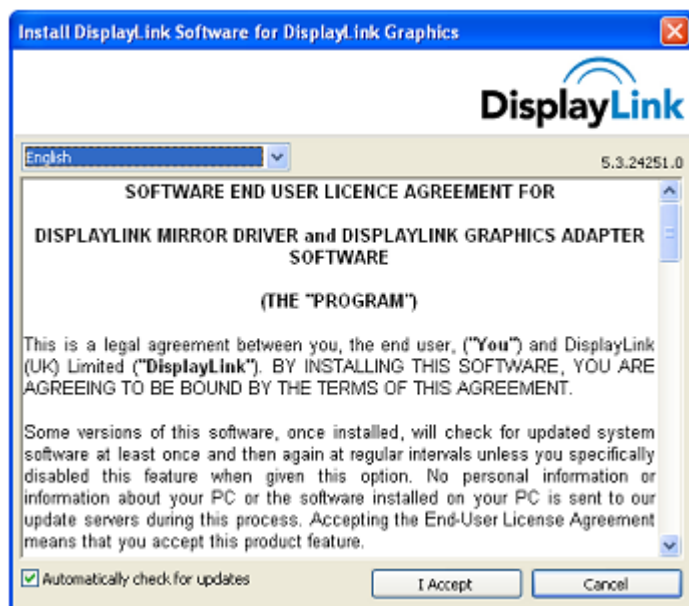 Install DisplayLink Software for DisplayLink Graphics
DisplayLink
English
5.3.24251.0
SOFTWARE END USER LICENCE AGREEMENT FOR
DISPLAYLINK MIRROR DRIVER and DISPLAYLINK GRAPHICS ADAPTER
SOFTWARE
(THE "PROGRAM")
This is a legal agreement between you, the end user, ("You") and DisplayLink
(UK) Limited ("DisplayLink"). BY INSTALLING THIS SOFTWARE, YOU ARE
AGREEING TO BE BOUND BY THE TERMS OF THIS AGREEMENT.
Some versions of this software, once installed, will check for updated system
software at least once and then again at regular intervals unless you specifically
disabled this feature when given this option. No personal information or
information about your PC or the software installed on your PC is sent to our
update servers during this process. Accepting the End-User License Agreement
means that you accept this product feature.
Automatically check for updates
I Accept
Cancel